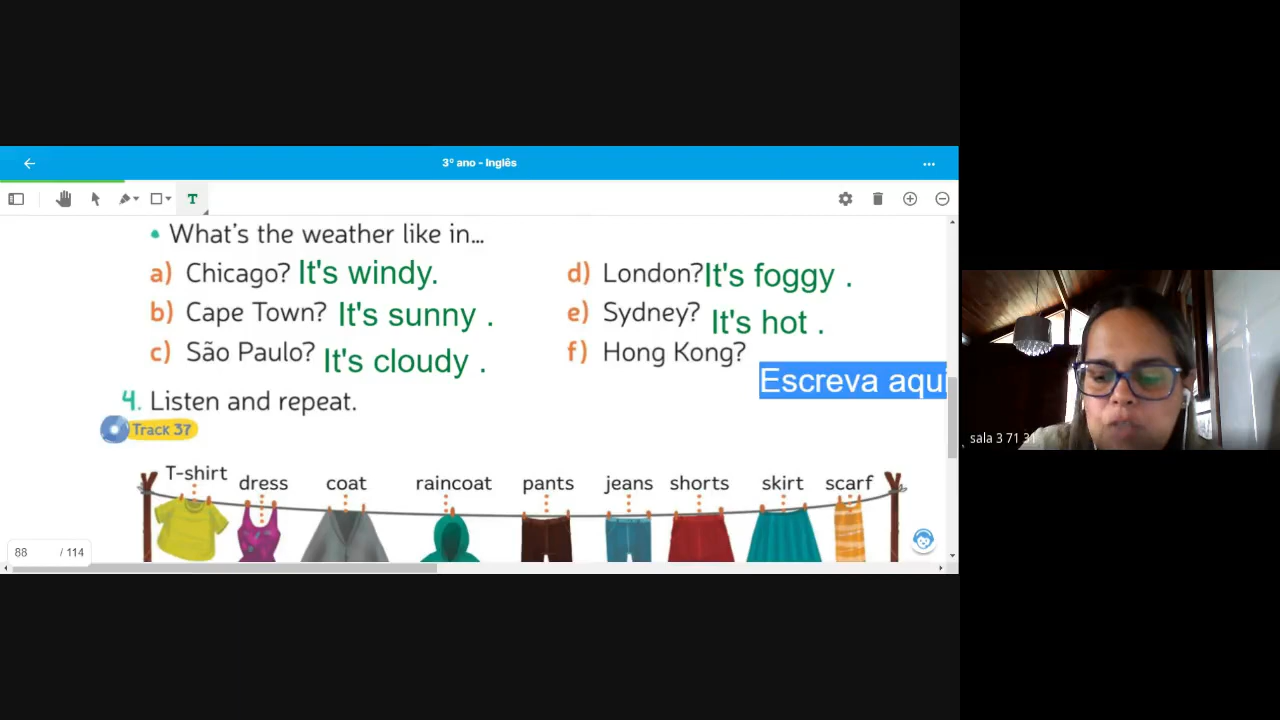 3º ano - Inglês
• What's the weather like in...
a) Chicago? It's windy.
d) London? It's foggy .
b) Cape Town? It's sunny .
e) Sydney? It's hot .
c) São Paulo? It's cloudy .
f) Hong Kong?
Escreva aqui
4. Listen and repeat.
Track 37
T-shirt dress coat raincoat pants jeans shorts skirt scarf
88 / 114
sala 3 71 31